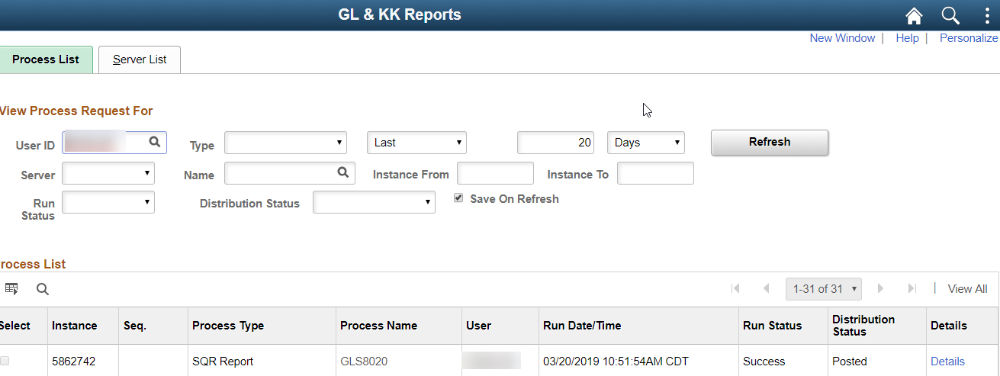 GL & KK Reports
New Window | Help | Personalize
Process List Server List
View Process Request For
User ID Type Last 20 Days Refresh
Server Name Instance From Instance To
Run Status Distribution Status Save On Refresh
rocess List
1-31 of 31 | View All
Select Instance Seq. Process Type Process Name User Run Date/Time Run Status Distribution Status Details
5862742 SQR Report GLS8020 03/20/2019 10:51:54AM CDT Success Posted Details